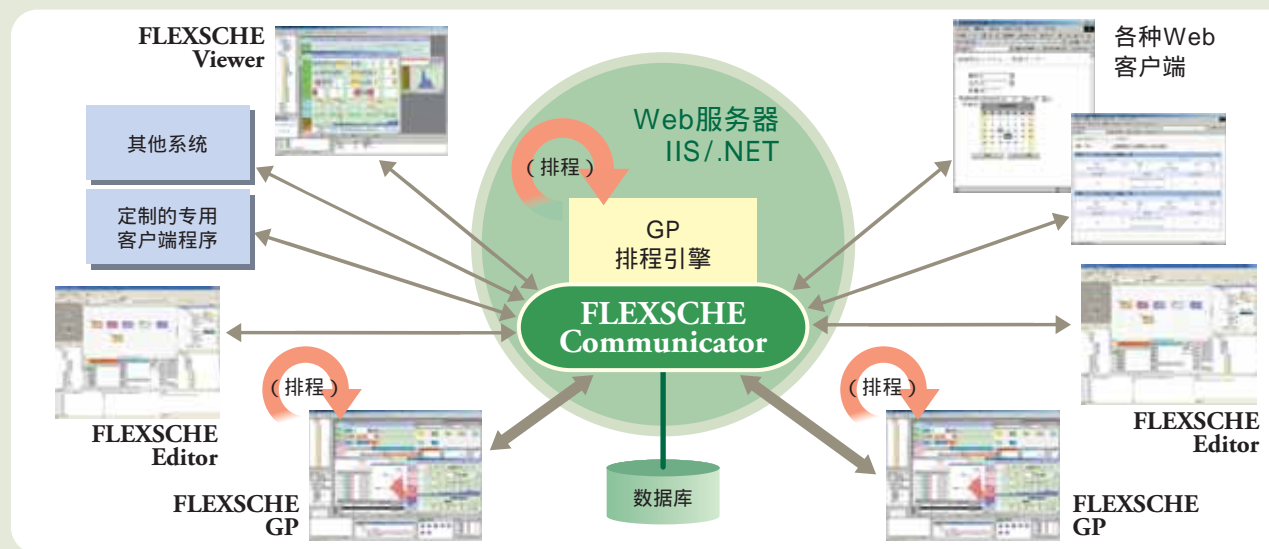 FLEXSCHE
Viewer
各种Web
客户端
其他系统
Web服务器
IIS/.NET
（排程）
定制的专用
客户端程序
GP
排程引擎
FLEXSCHE
Communicator
（排程）
（排程）
FLEXSCHE
Editor
FLEXSCHE
Editor
数据库
FLEXSCHE
GP
FLEXSCHE
GP